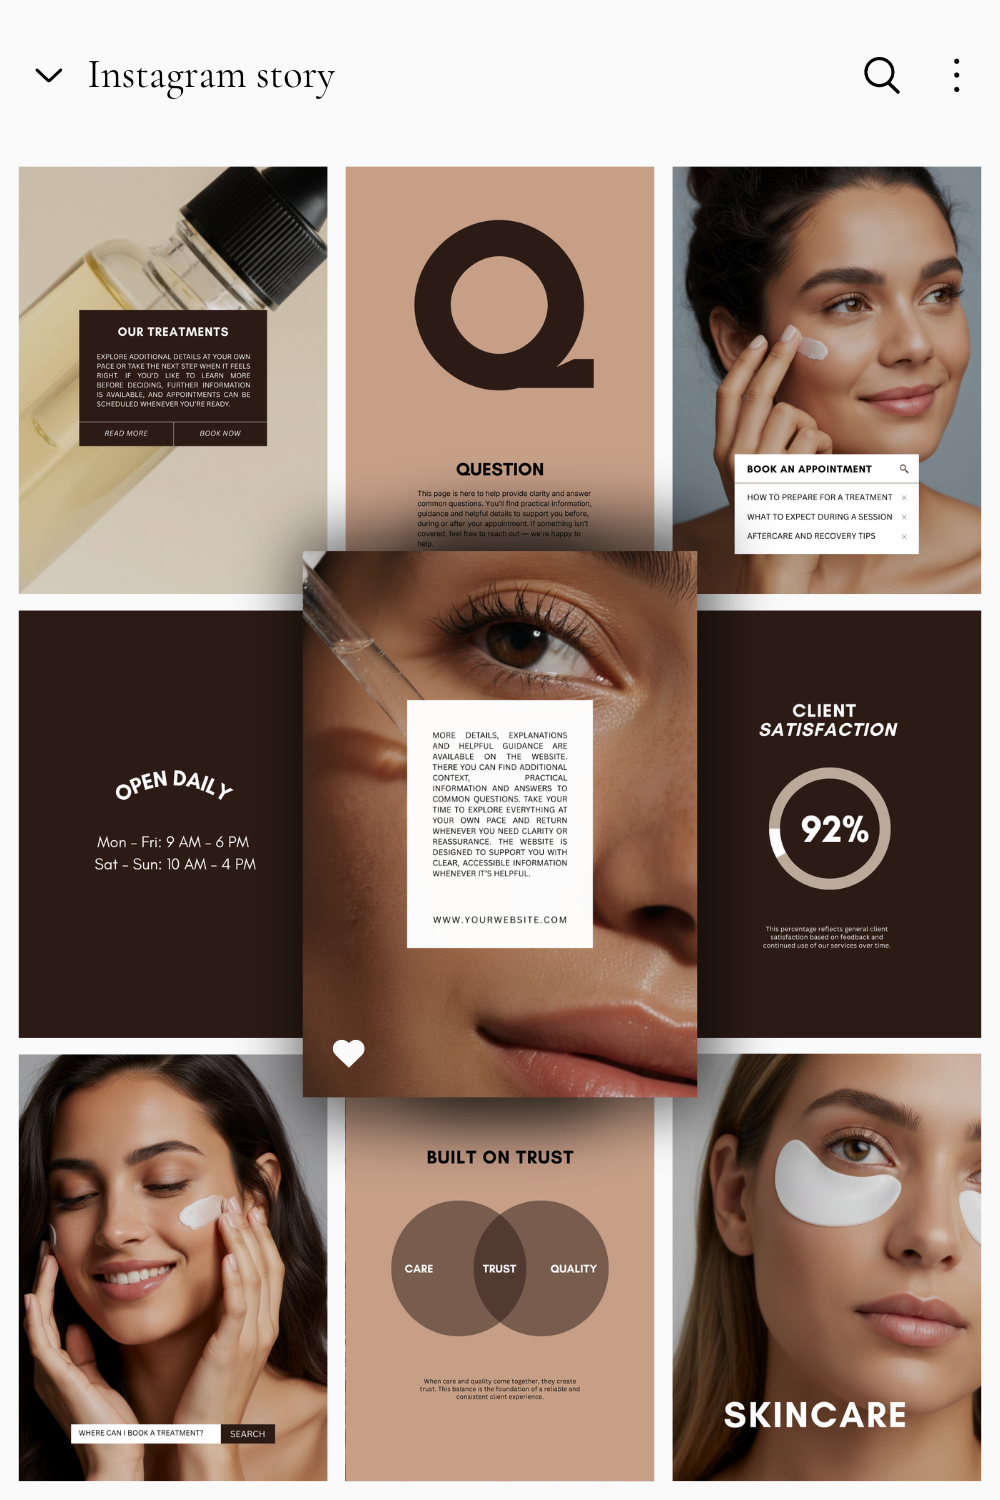 Instagram story
OUR TREATMENTS
EXPLORE ADDITIONAL DETAILS AT YOUR OWN
PACE OR TAKE THE NEXT STEP WHEN IT FEELS
RIGHT. IF YOU'D LIKE TO LEARN MORE
BEFORE DECIDING, FURTHER INFORMATION
IS AVAILABLE, AND APPOINTMENTS CAN BE
SCHEDULED WHENEVER YOU'RE READY.
READ MORE
BOOK NOW
Q
QUESTION
This page is here to help provide clarity and answer
common questions. You'll find practical information,
guidance and helpful details to support you before,
during or after your appointment. If something isn't
covered, feel free to reach out — we're happy to
help.
BOOK AN APPOINTMENT
HOW TO PREPARE FOR A TREATMENT ×
WHAT TO EXPECT DURING A SESSION ×
AFTERCARE AND RECOVERY TIPS ×
OPEN DAILY
Mon - Fri: 9 AM - 6 PM
Sat - Sun: 10 AM - 4 PM
MORE DETAILS, EXPLANATIONS
AND HELPFUL GUIDANCE ARE
AVAILABLE ON THE WEBSITE.
THERE YOU CAN FIND ADDITIONAL
CONTEXT, PRACTICAL
INFORMATION AND ANSWERS TO
COMMON QUESTIONS. TAKE YOUR
TIME TO EXPLORE EVERYTHING AT
YOUR OWN PACE AND RETURN
WHENEVER YOU NEED CLARITY OR
REASSURANCE. THE WEBSITE IS
DESIGNED TO SUPPORT YOU WITH
CLEAR, ACCESSIBLE INFORMATION
WHENEVER IT'S HELPFUL.
WWW.YOURWEBSITE.COM
CLIENT
SATISFACTION
92%
This percentage reflects general client
satisfaction based on feedback and
continued use of our services over time.
WHERE CAN I BOOK A TREATMENT?
SEARCH
BUILT ON TRUST
CARE
TRUST
QUALITY
When care and quality come together, they create
trust. This balance is the foundation of a reliable and
consistent client experience.
SKINCARE